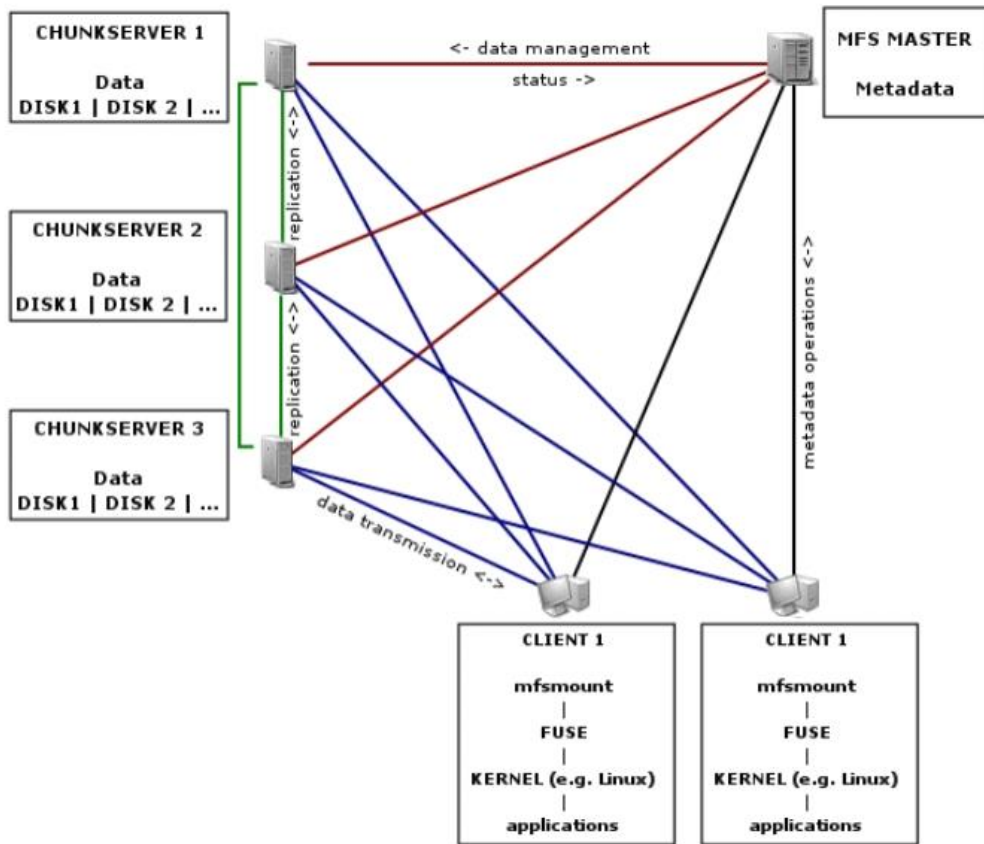 CHUNKSERVER 1
Data
DISK1 | DISK 2 | ...
<- data management
status ->
MFS MASTER
Metadata
replication <->
CHUNKSERVER 2
Data
DISK1 | DISK 2 | ...
replication <->
metadata operations <->
CHUNKSERVER 3
Data
DISK1 | DISK 2 | ...
data transmission <->
CLIENT 1
mfsmount
|
FUSE
|
KERNEL (e.g. Linux)
|
applications
CLIENT 1
mfsmount
|
FUSE
|
KERNEL (e.g. Linux)
|
applications